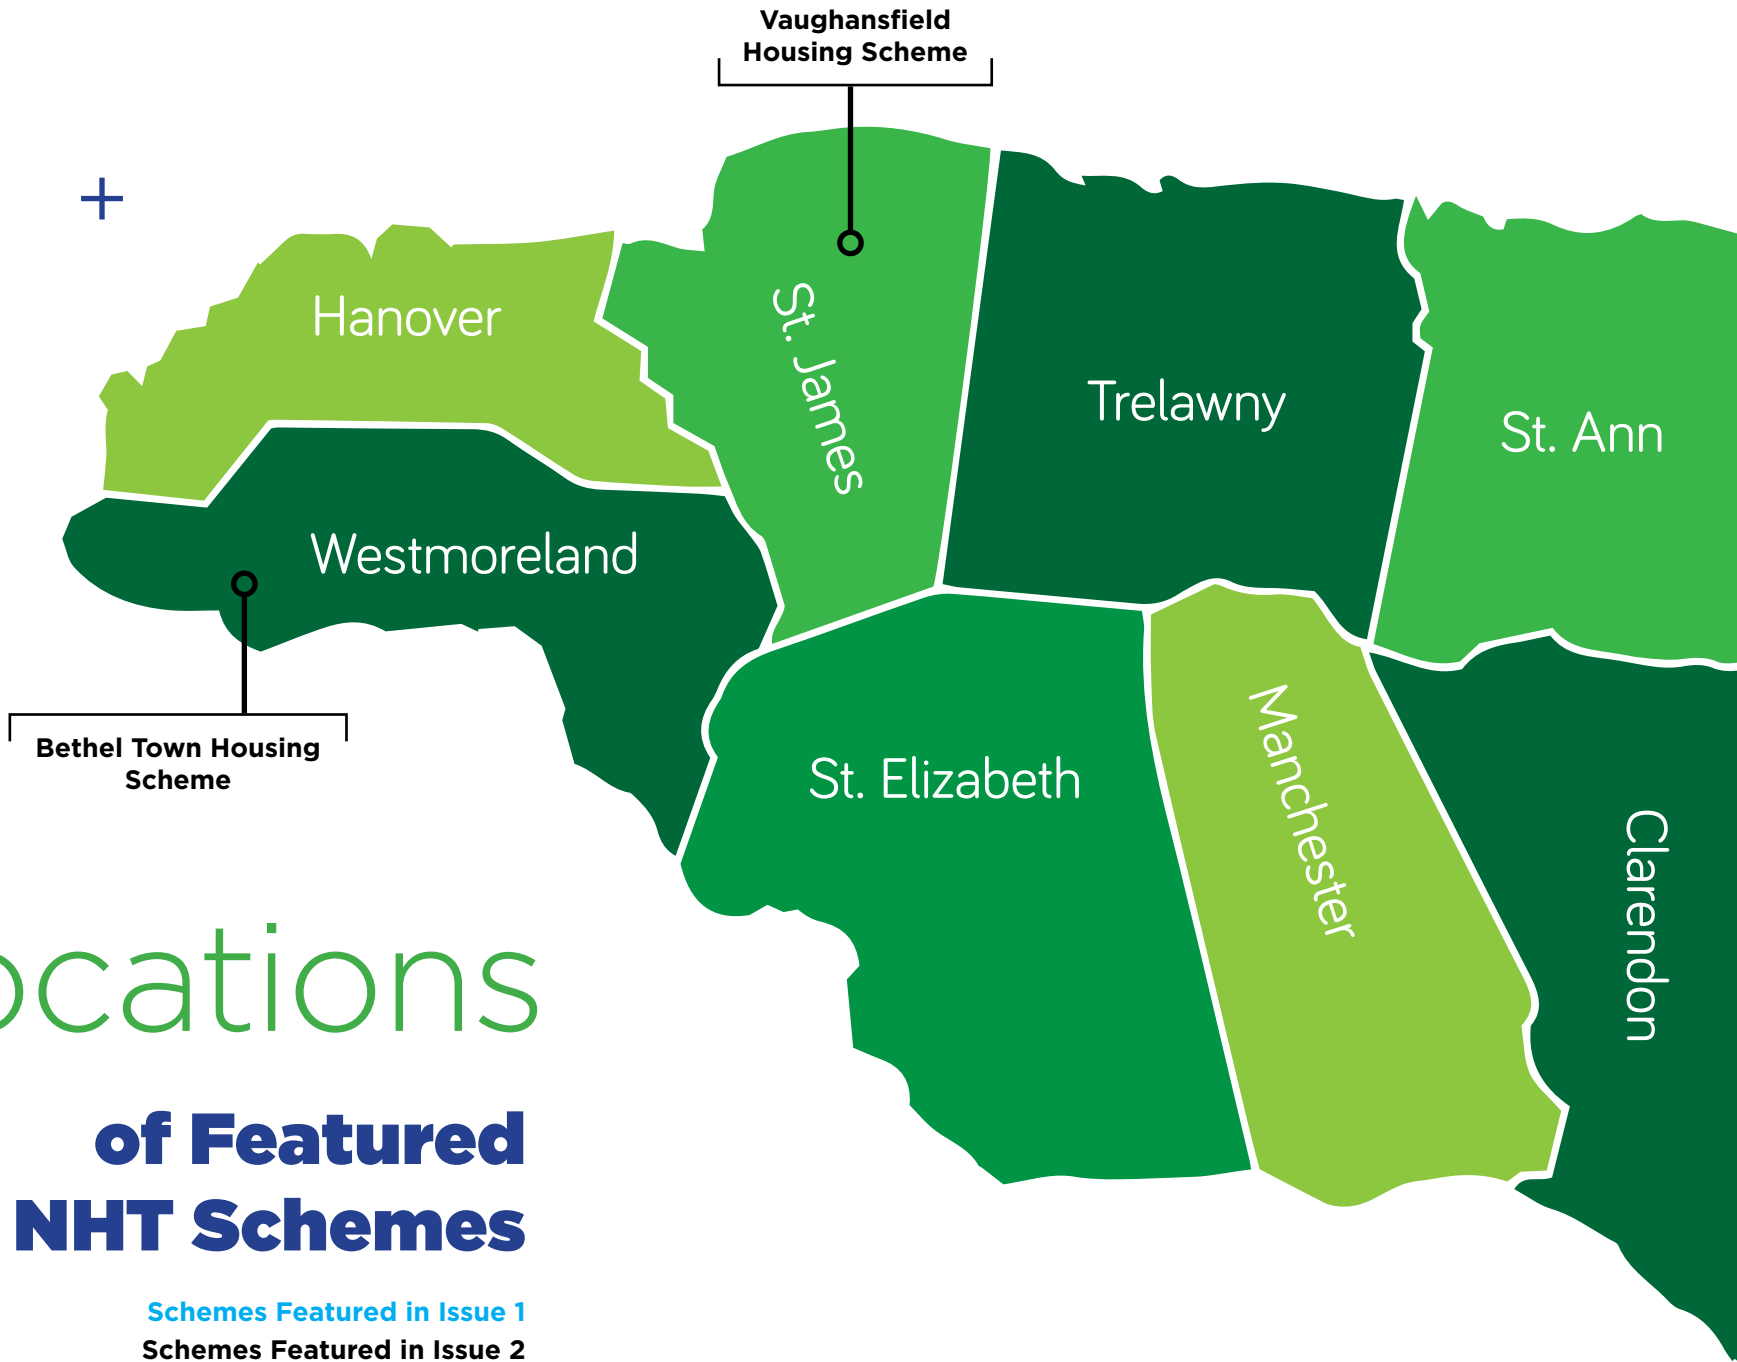 Vaughansfield
Housing Scheme
Hanover
St. James
Trelawny
St. Ann
Westmoreland
Bethel Town Housing
Scheme
St. Elizabeth
Manchester
Clarendon
ocations
of Featured
NHT Schemes
Schemes Featured in Issue 1
Schemes Featured in Issue 2